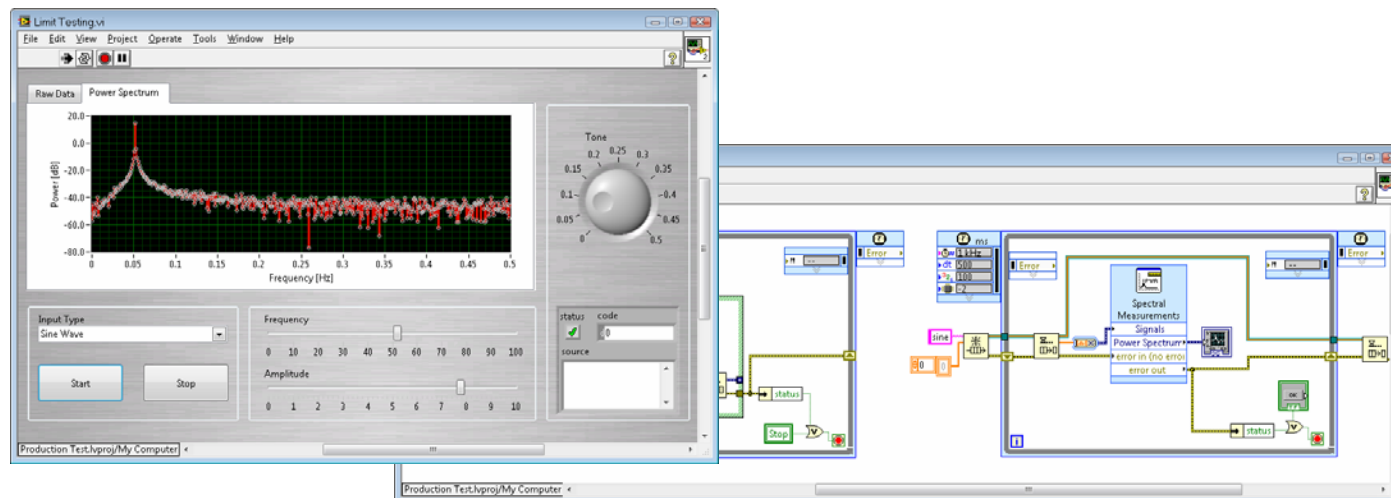 Limit Testing.vi
File Edit View Project Operate Tools Window Help
2
Raw Data Power Spectrum
20.0
0.0
-20.0
-40.0
-60.0
-80.0
Power [dB]
0 0.05 0.1 0.15 0.2 0.25 0.3 0.35 0.4 0.45 0.5
Frequency [Hz]
Tone
0 0.05 0.1 0.15 0.2 0.25 0.3 0.35 0.4 0.45 0.5
Input Type
Sine Wave
Start Stop
Frequency
0 10 20 30 40 50 60 70 80 90 100
Amplitude
0 1 2 3 4 5 6 7 8 9 10
status code
0
source
Production Test.lvproj/My Computer
Error
status
Stop
ms
1 kHz
dt 500
100
-2
Error
Error
sine
0
0
Spectral
Measurements
Signals
Power Spectrum
error in (no erroi
error out
OK
status
i
Production Test.lvproj/My Computer